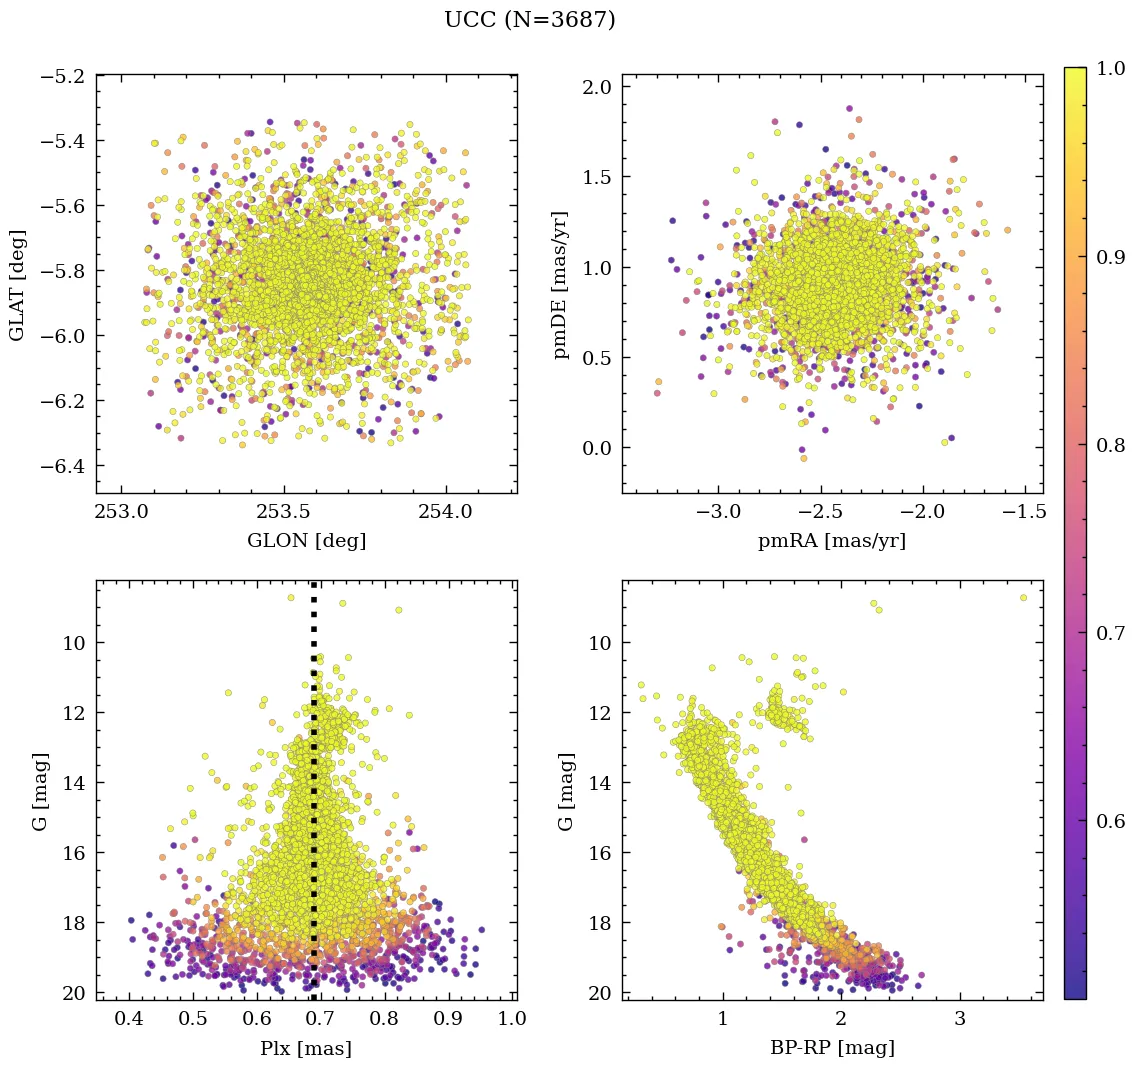 UCC (N=3687)
−5.2
−5.4
−5.6
−5.8
−6.0
−6.2
−6.4
GLAT [deg]
253.0 253.5 254.0
GLON [deg]
2.0
1.5
1.0
0.5
0.0
pmDE [mas/yr]
−3.0 −2.5 −2.0 −1.5
pmRA [mas/yr]
1.0
0.9
0.8
0.7
0.6
10
12
14
16
18
20
G [mag]
0.4 0.5 0.6 0.7 0.8 0.9 1.0
Plx [mas]
10
12
14
16
18
20
G [mag]
1 2 3
BP-RP [mag]